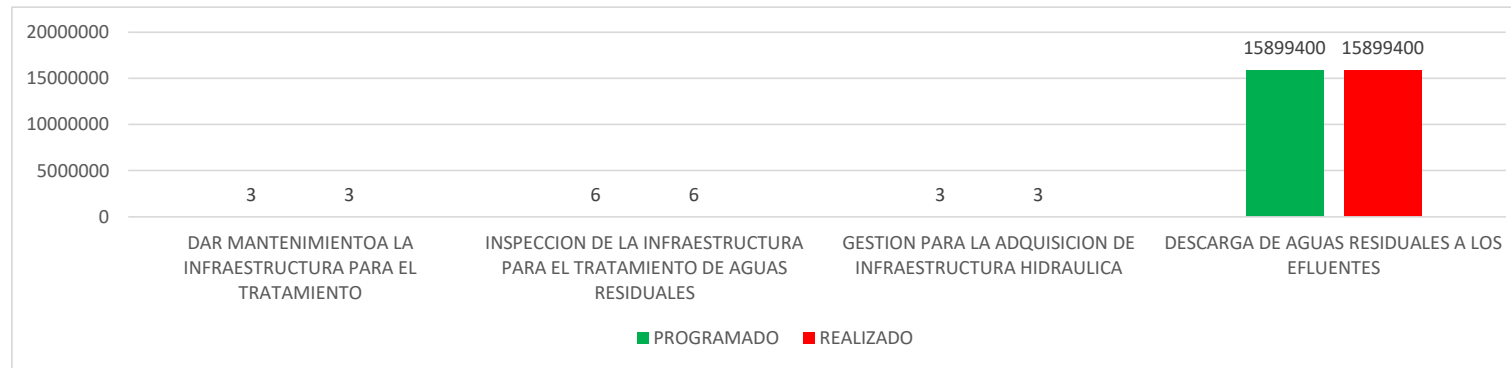 20000000
15899400 15899400
15000000
10000000
5000000
3 3 6 6 3 3
0
DAR MANTENIMIENTOA LA
INFRAESTRUCTURA PARA EL
TRATAMIENTO
INSPECCION DE LA INFRAESTRUCTURA
PARA EL TRATAMIENTO DE AGUAS
RESIDUALES
GESTION PARA LA ADQUISICION DE
INFRAESTRUCTURA HIDRAULICA
DESCARGA DE AGUAS RESIDUALES A LOS
EFLUENTES
PROGRAMADO REALIZADO